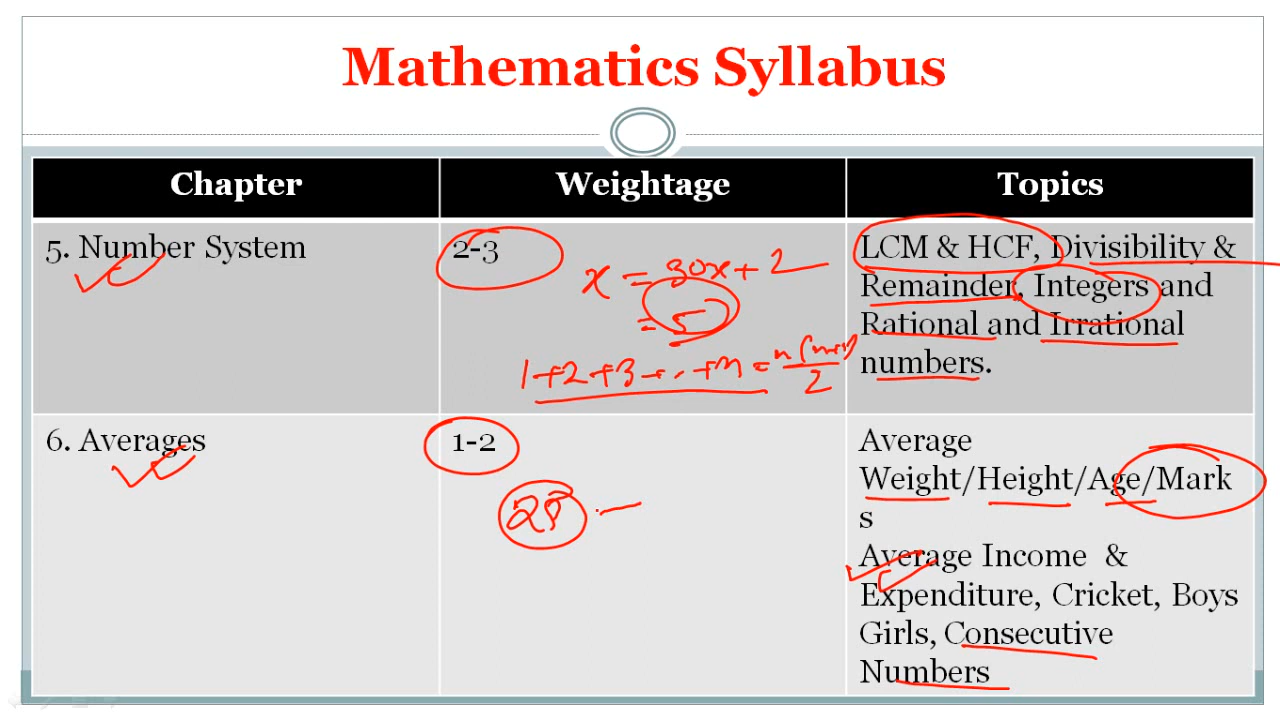 Mathematics Syllabus
Chapter Weightage Topics
5. Number System
2-3
x = 30x + 2
= 5
1+2+3+..+n = n(n+1)/2
LCM & HCF, Divisibility &
Remainder, Integers and
Rational and Irrational
numbers.
6. Averages
1-2
Average
Weight/Height/Age/Mark
s
Average Income &
Expenditure, Cricket, Boys
Girls, Consecutive
Numbers